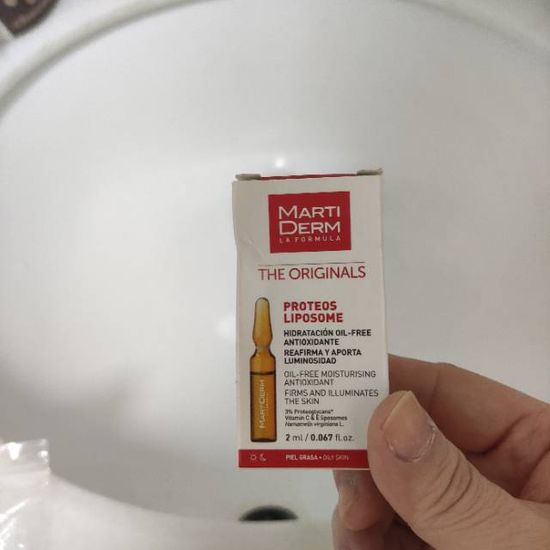 MARTI
DERM
LA FORMULA
THE ORIGINALS
PROTEOS
LIPOSOME
HIDRATACIÓN OIL-FREE
ANTIOXIDANTE
REAFIRMA Y APORTA
LUMINOSIDAD
OIL-FREE MOISTURISING
ANTIOXIDANT
FIRMS AND ILLUMINATES
THE SKIN
3% Proteoglycans*
Vitamin C & E liposomes
Hamamelis virginiana L.
2 ml / 0.067 fl.oz.
PIEL GRASA • OILY SKIN
MARTIDERM